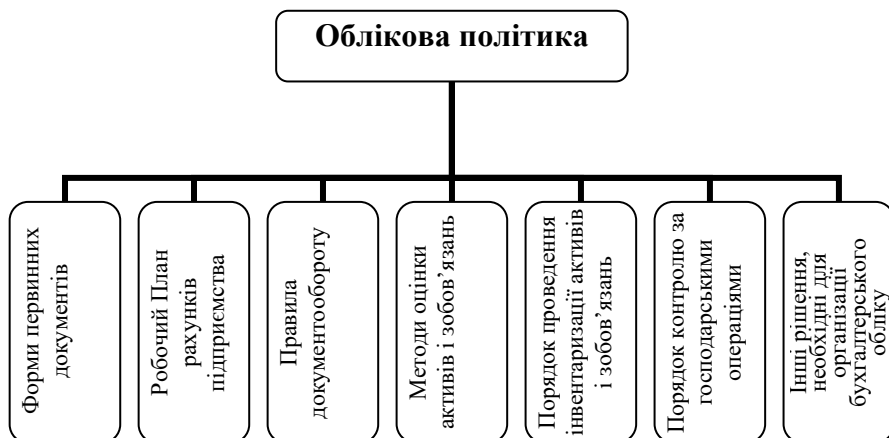 Облікова політика
Форми первинних
документів
Робочий План
рахунків
підприємства
Правила
документообороту
Методи оцінки
активів і зобов’язань
Порядок проведення
інвентаризації активів
і зобов’язань
Порядок контролю за
господарськими
операціями
Інші рішення,
необхідні для
організації
бухгалтерського
обліку